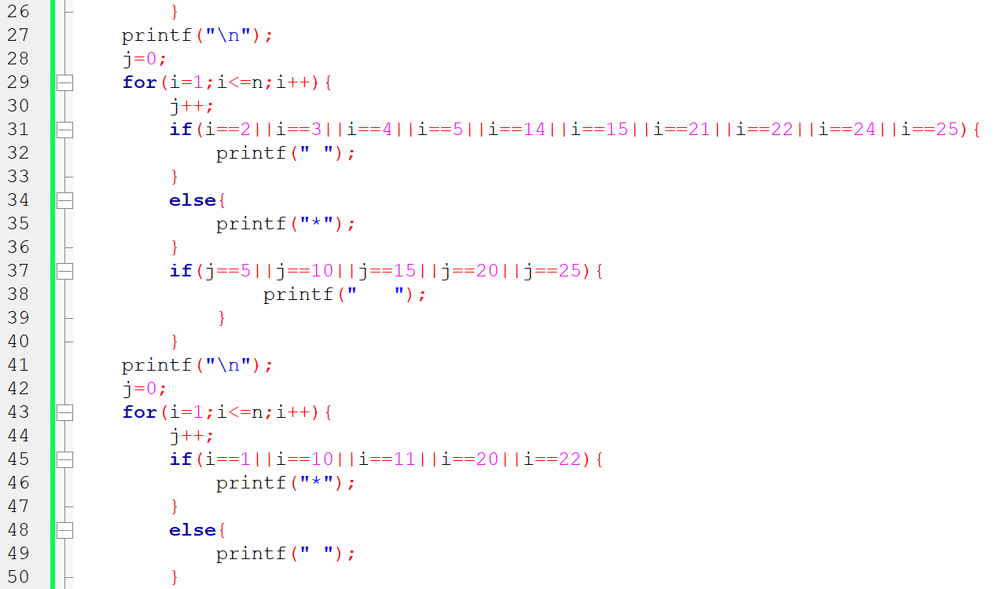 26 }
27 printf("\n");
28 j=0;
29 for(i=1;i<=n;i++){
30 j++;
31 if(i==2||i==3||i==4||i==5||i==14||i==15||i==21||i==22||i==24||i==25){
32 printf(" ");
33 }
34 else{
35 printf("*");
36 }
37 if(j==5||j==10||j==15||j==20||j==25){
38 printf("   ");
39 }
40 }
41 printf("\n");
42 j=0;
43 for(i=1;i<=n;i++){
44 j++;
45 if(i==1||i==10||i==11||i==20||i==22){
46 printf("*");
47 }
48 else{
49 printf(" ");
50 }